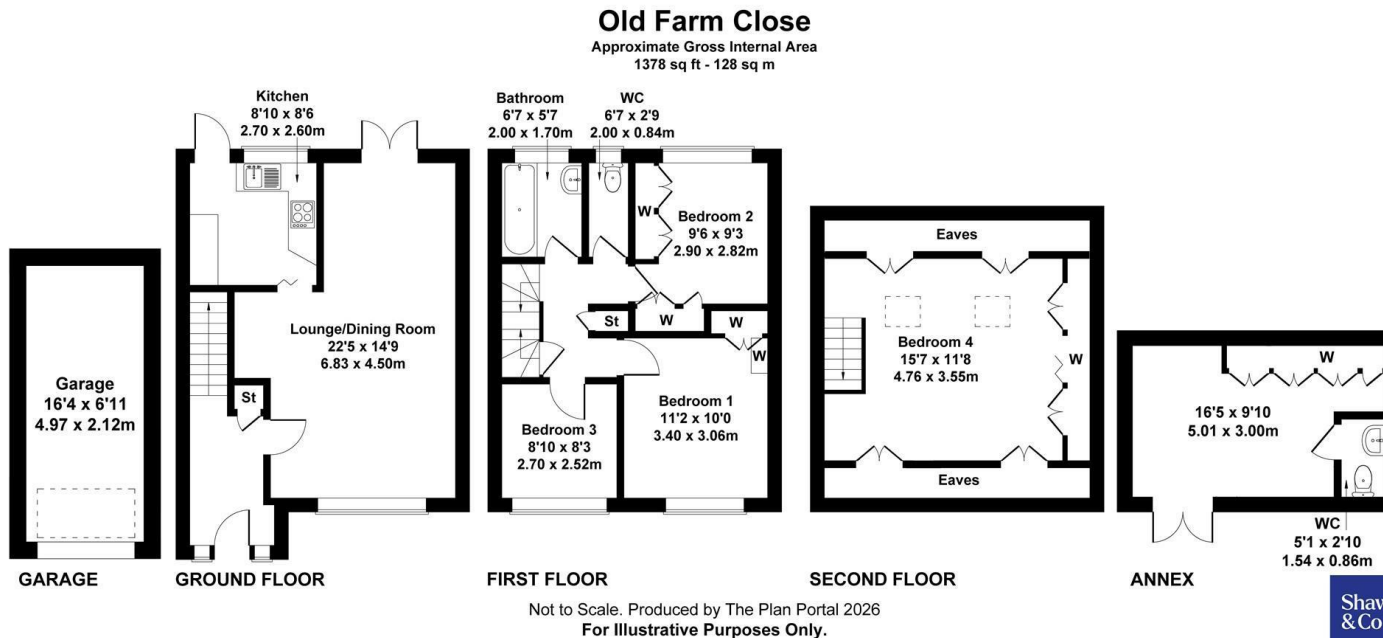 Old Farm Close
Approximate Gross Internal Area
1378 sq ft - 128 sq m
Garage
16'4 x 6'11
4.97 x 2.12m
GARAGE
Kitchen
8'10 x 8'6
2.70 x 2.60m
Lounge/Dining Room
22'5 x 14'9
6.83 x 4.50m
St
GROUND FLOOR
Bathroom
6'7 x 5'7
2.00 x 1.70m
WC
6'7 x 2'9
2.00 x 0.84m
W
Bedroom 2
9'6 x 9'3
2.90 x 2.82m
St
W
W
W
Bedroom 1
11'2 x 10'0
3.40 x 3.06m
Bedroom 3
8'10 x 8'3
2.70 x 2.52m
FIRST FLOOR
Eaves
Bedroom 4
15'7 x 11'8
4.76 x 3.55m
W
Eaves
SECOND FLOOR
W
16'5 x 9'10
5.01 x 3.00m
WC
5'1 x 2'10
1.54 x 0.86m
ANNEX
Not to Scale. Produced by The Plan Portal 2026
For Illustrative Purposes Only.
Shaw
& Co